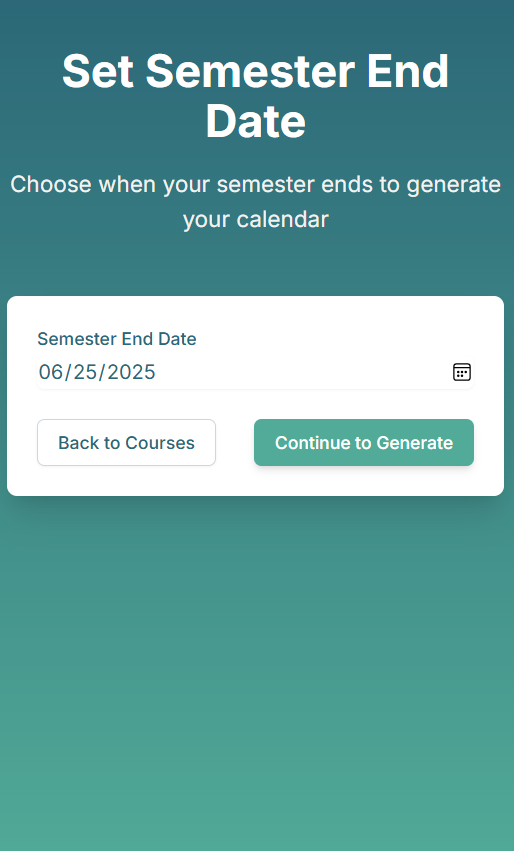 Set Semester End
Date
Choose when your semester ends to generate
your calendar
Semester End Date
06/25/2025
Back to Courses
Continue to Generate